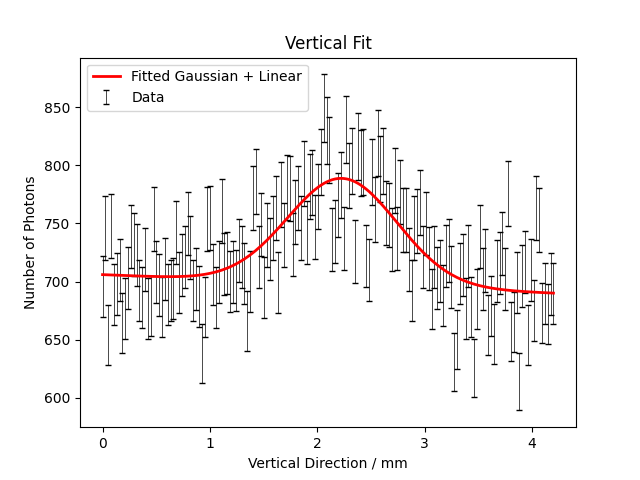 Vertical Fit
Fitted Gaussian + Linear
Data
Number of Photons
850
800
750
700
650
600
0 1 2 3 4
Vertical Direction / mm